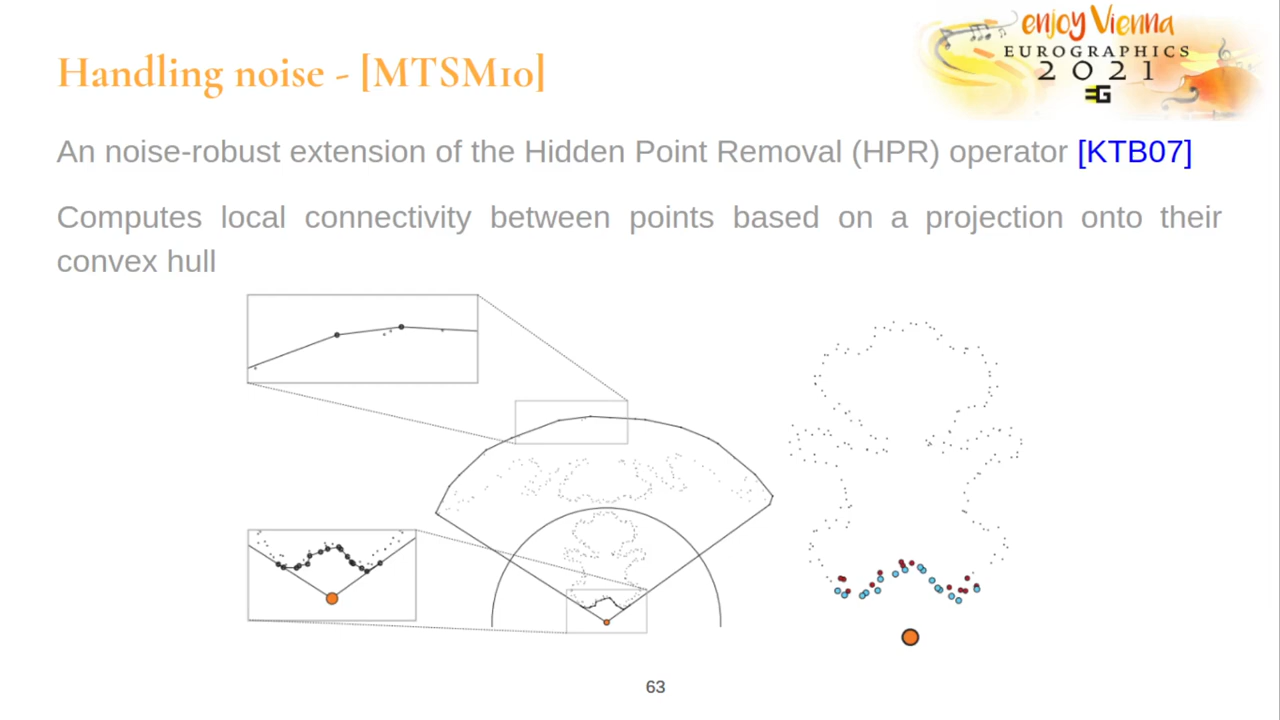 enjoy Vienna
EUROGRAPHICS
2021
EG
Handling noise - [MTSM10]
An noise-robust extension of the Hidden Point Removal (HPR) operator [KTB07]
Computes local connectivity between points based on a projection onto their
convex hull
63